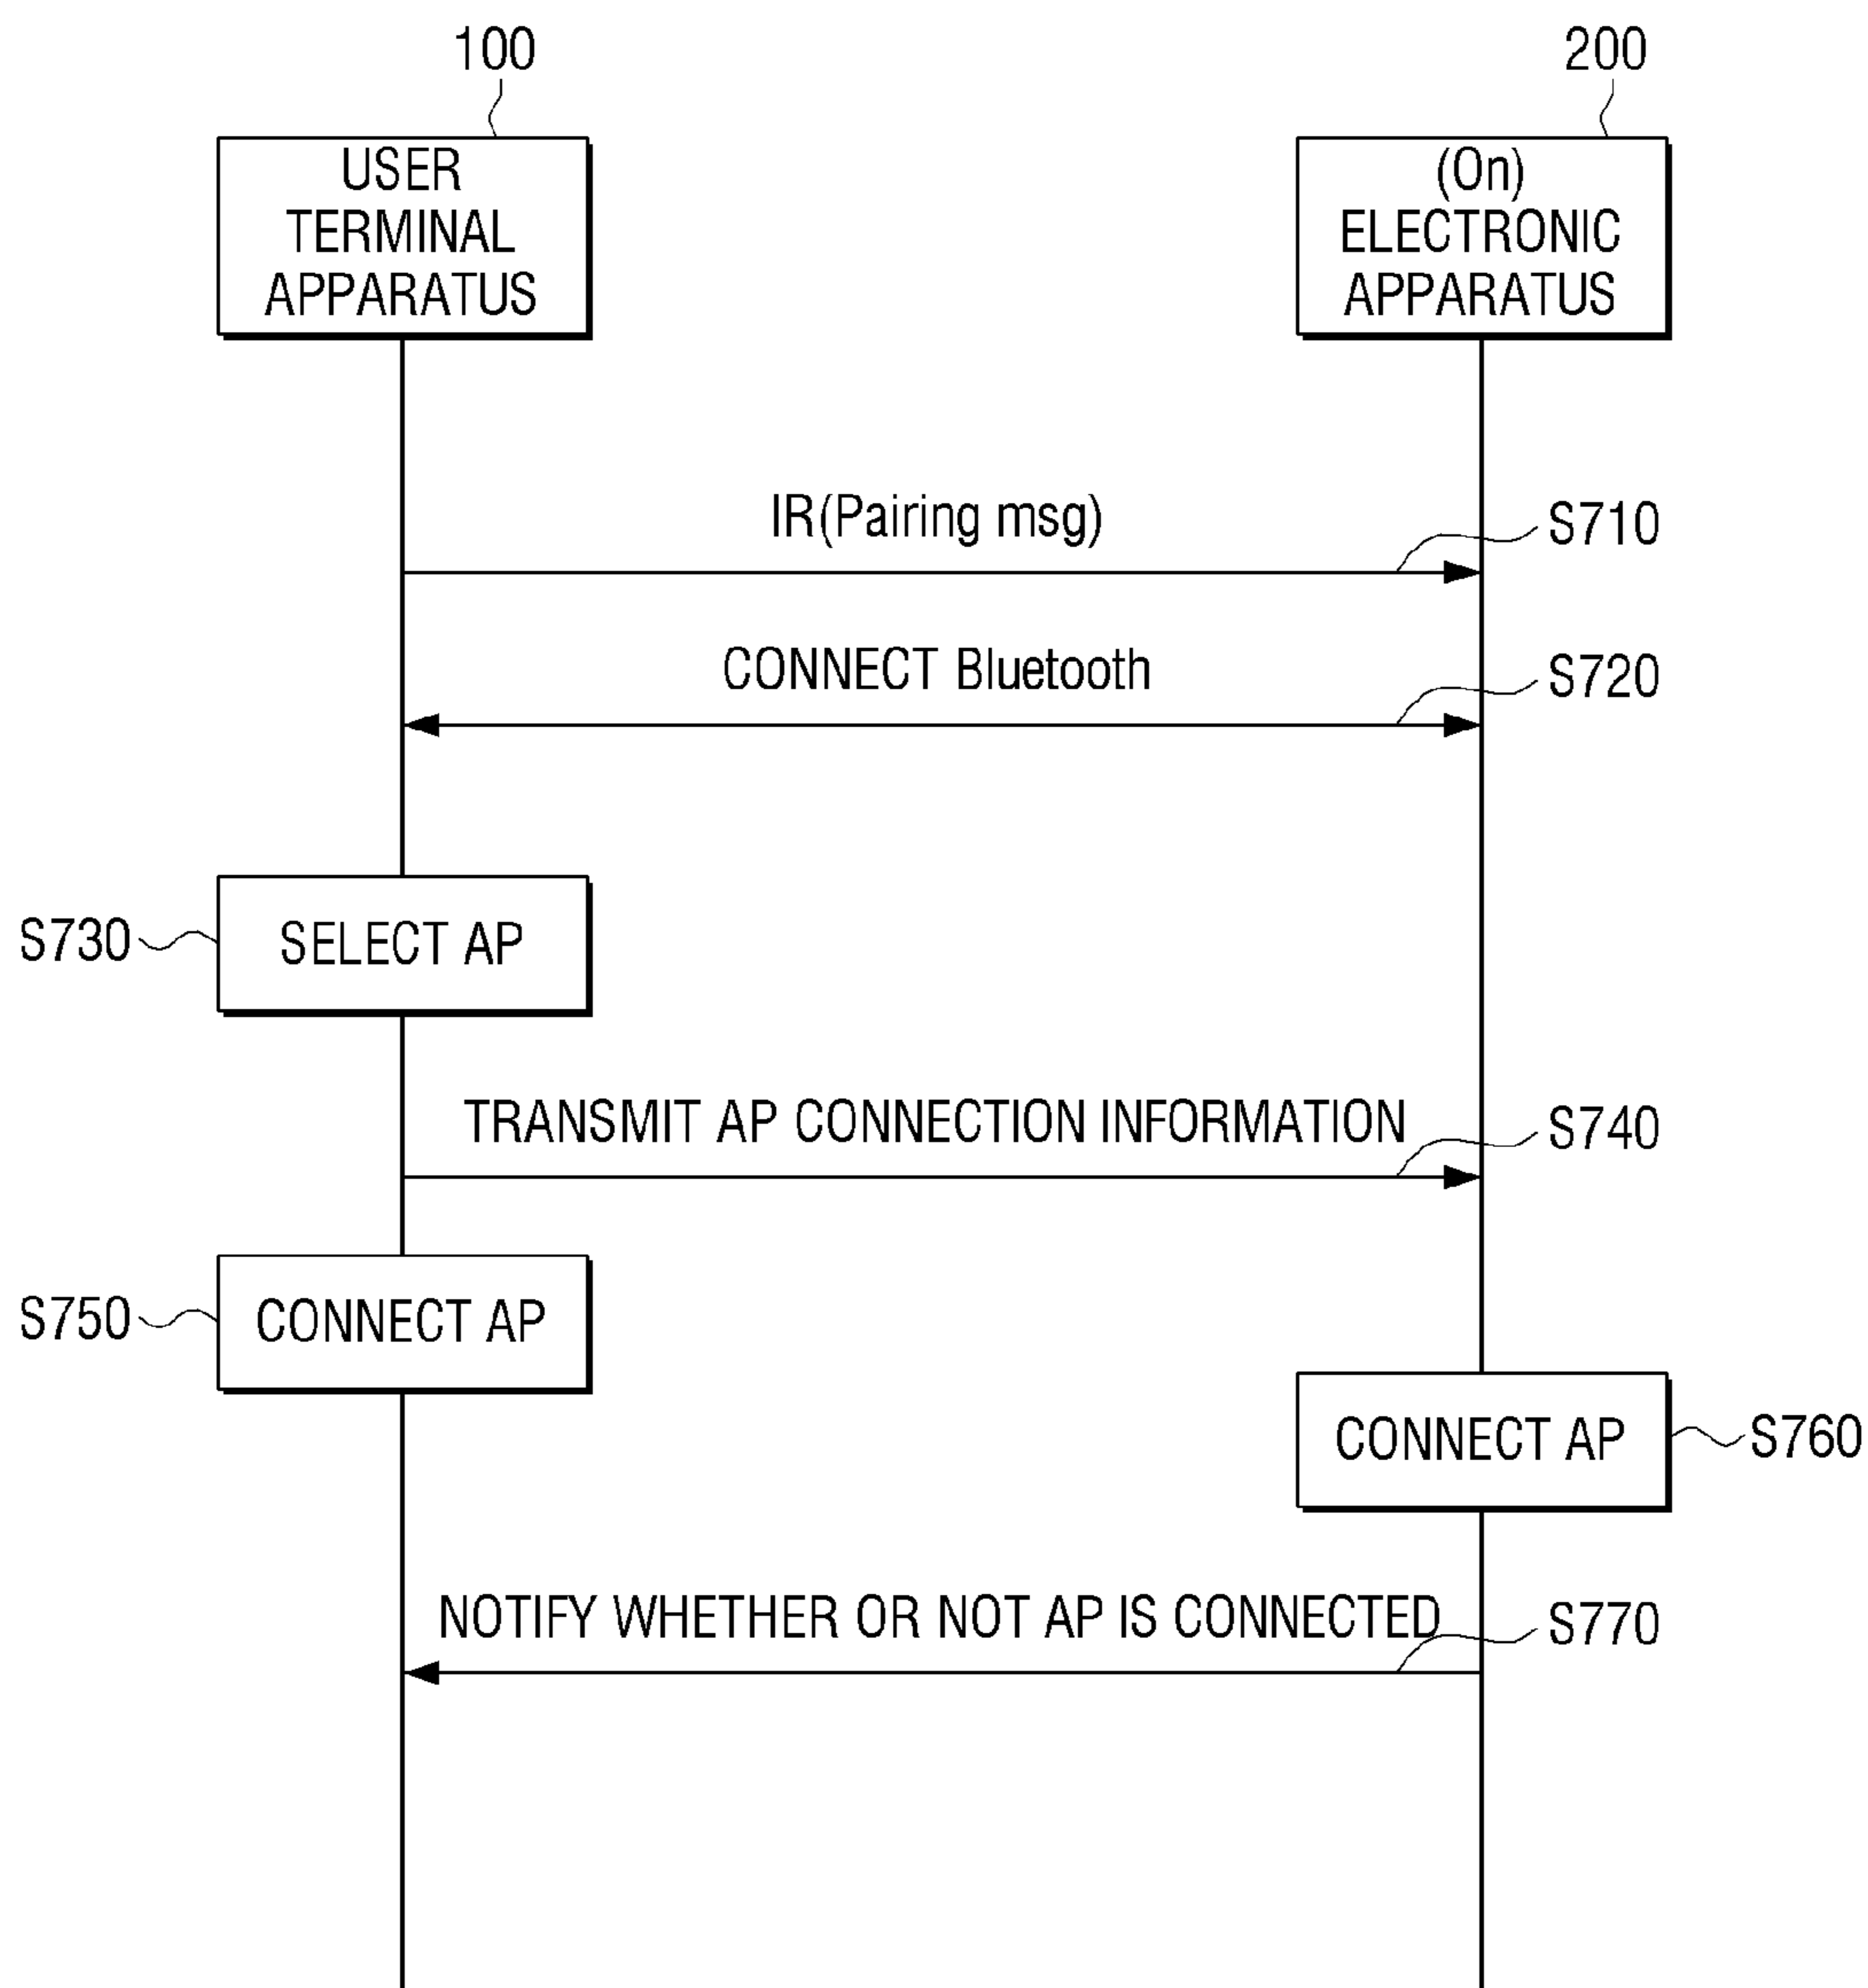 100
200
USER
TERMINAL
APPARATUS
(On)
ELECTRONIC
APPARATUS
IR(Pairing msg)
S710
CONNECT Bluetooth
S720
S730
SELECT AP
TRANSMIT AP CONNECTION INFORMATION
S740
S750
CONNECT AP
CONNECT AP
S760
NOTIFY WHETHER OR NOT AP IS CONNECTED
S770